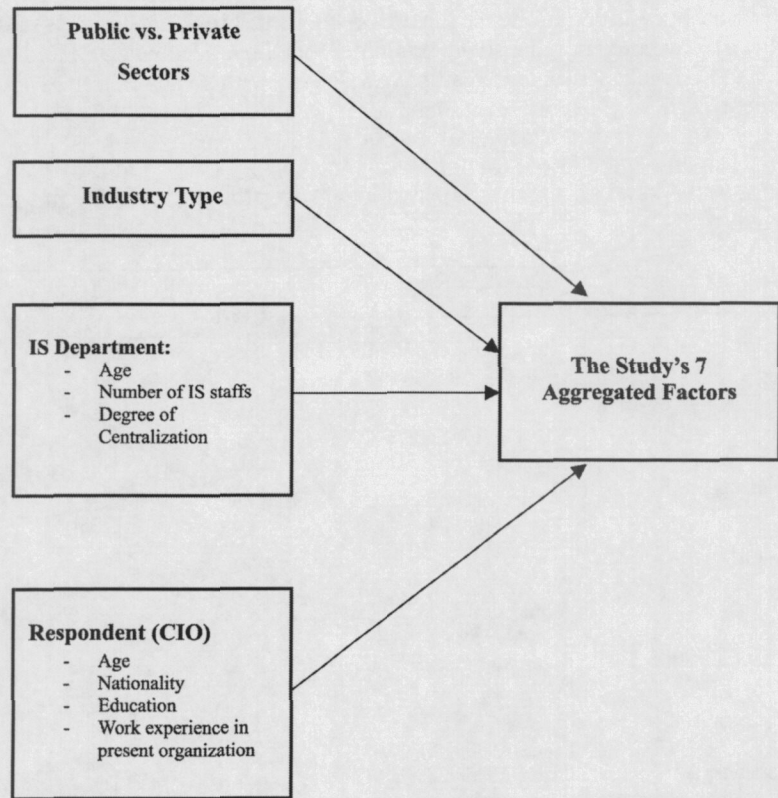 Public vs. Private
Sectors
Industry Type
IS Department:
- Age
- Number of IS staffs
- Degree of
Centralization
The Study's 7
Aggregated Factors
Respondent (CIO)
- Age
- Nationality
- Education
- Work experience in
present organization